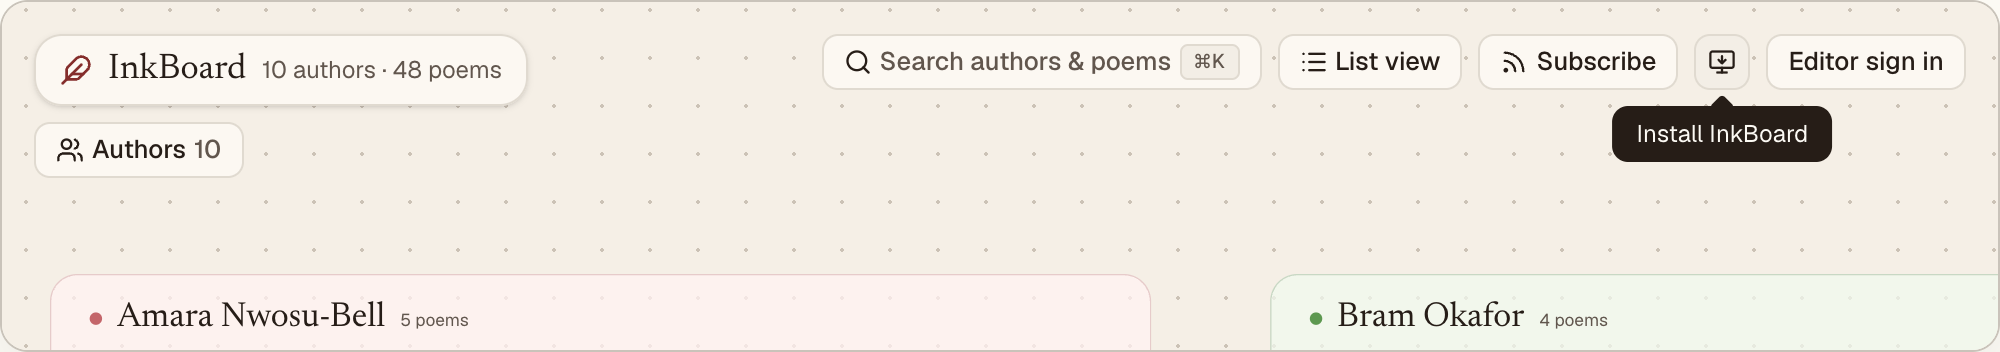 InkBoard 10 authors · 48 poems
Search authors & poems ⌘K
List view
Subscribe
Editor sign in
Install InkBoard
Authors 10
Amara Nwosu-Bell 5 poems
Bram Okafor 4 poems